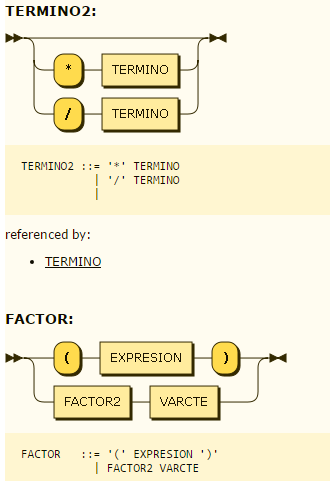 TERMINO2:
* TERMINO
/ TERMINO
TERMINO2 ::= '*' TERMINO
| '/' TERMINO
|
referenced by:
• TERMINO
FACTOR:
( EXPRESION )
FACTOR2 VARCTE
FACTOR ::= '(' EXPRESION ')'
| FACTOR2 VARCTE